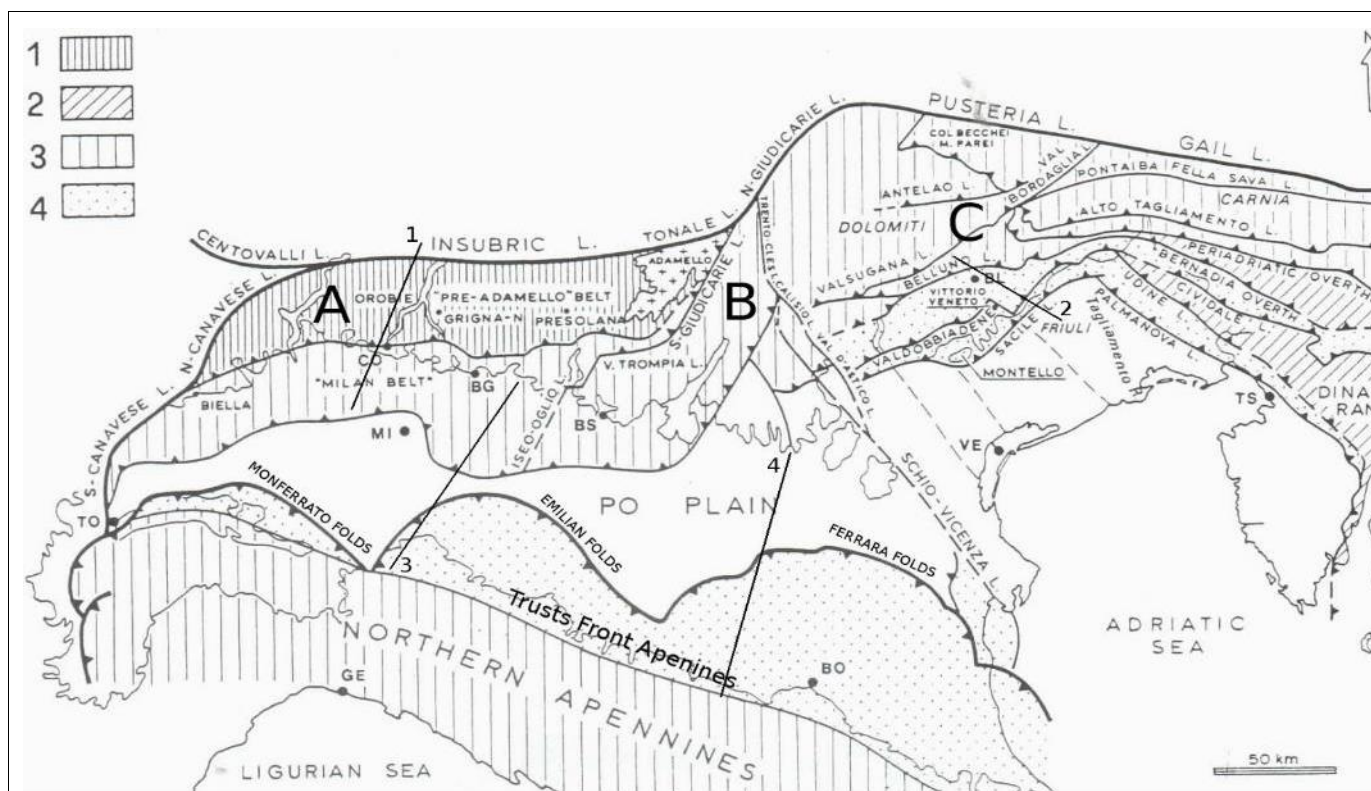 1
2
3
4
N
PUSTERIA L.
GAIL L.
COL BECCHEI
M. PAREI
VAL
BORDAGLIA L.
PONTAIBA FELLA SAVA L.
CARNIA
ANTELAO L.
ALTO TAGLIAMENTO L.
DOLOMITI
C
PERIADRIATIC OVERT
BERNADIA OVERTH
CIVIDALE L.
UDINE L.
PALMANOVA L.
N-GIUDICARIE L.
CENTOVALLI L.
1
INSUBRIC L.
TONALE L.
ADAMELLO
S.GIUDICARIE L.
TRENTO-CLES L.
CALISIO L.
VAL D'ASTICO L.
N-CANAVESE L.
A
OROBIE
"PRE-ADAMELLO" BELT
GRIGNA-N
PRESOLANA
B
VALSUGANA L.
BELLUNO L.
BL
VITTORIO
VENETO
2
FRIULI
SACILE
VALDOBBIADENE
MONTELLO
Tagliamento R.
V. TROMPIA L.
S-CANAVESE L.
BIELLA
"MILAN BELT"
BG
MI
ISEO-OGLIO L.
BS
TS
DINA
RAN
VE
SCHIO-VICENZA L.
4
PO PLAIN
TO
MONFERRATO FOLDS
3
EMILIAN FOLDS
FERRARA FOLDS
Trusts Front Apenines
NORTHERN APENNINES
GE
BO
ADRIATIC
SEA
LIGURIAN SEA
50 km